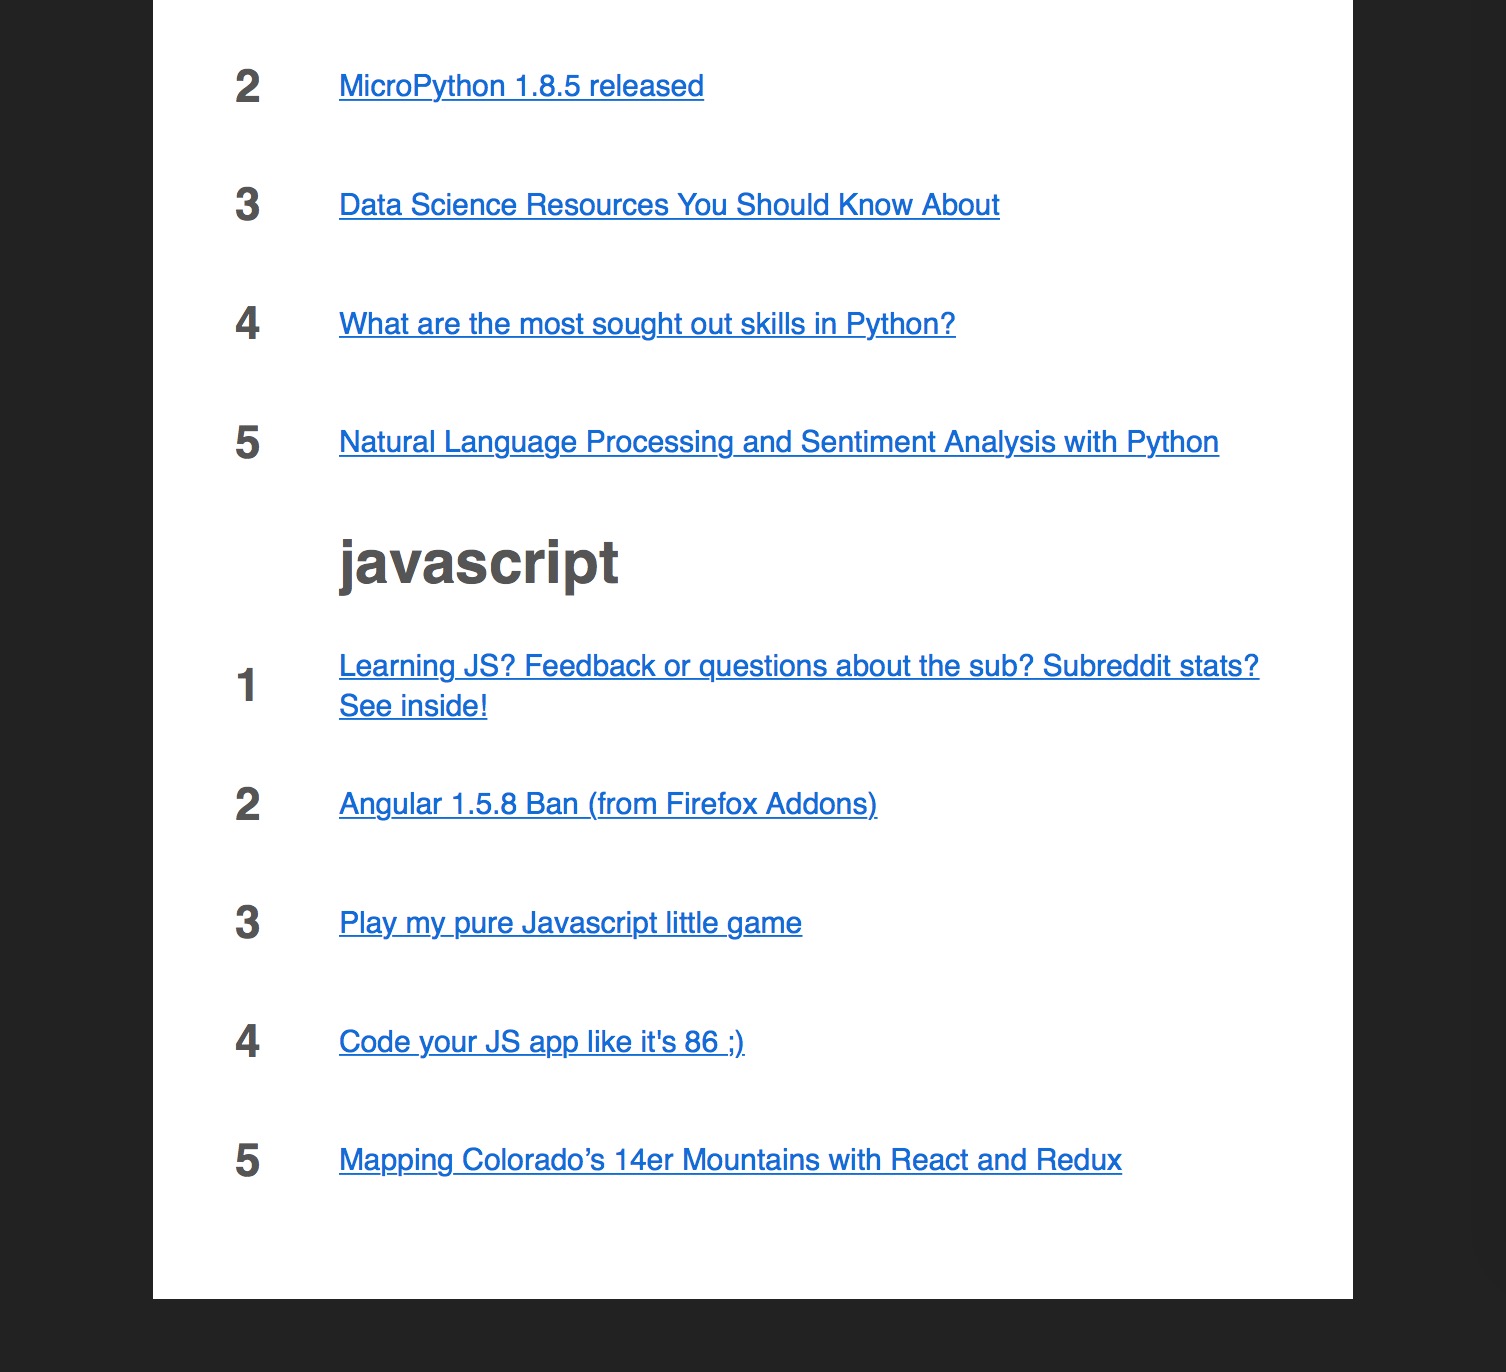 2 MicroPython 1.8.5 released
3 Data Science Resources You Should Know About
4 What are the most sought out skills in Python?
5 Natural Language Processing and Sentiment Analysis with Python
javascript
1 Learning JS? Feedback or questions about the sub? Subreddit stats?
See inside!
2 Angular 1.5.8 Ban (from Firefox Addons)
3 Play my pure Javascript little game
4 Code your JS app like it's 86 ;)
5 Mapping Colorado’s 14er Mountains with React and Redux